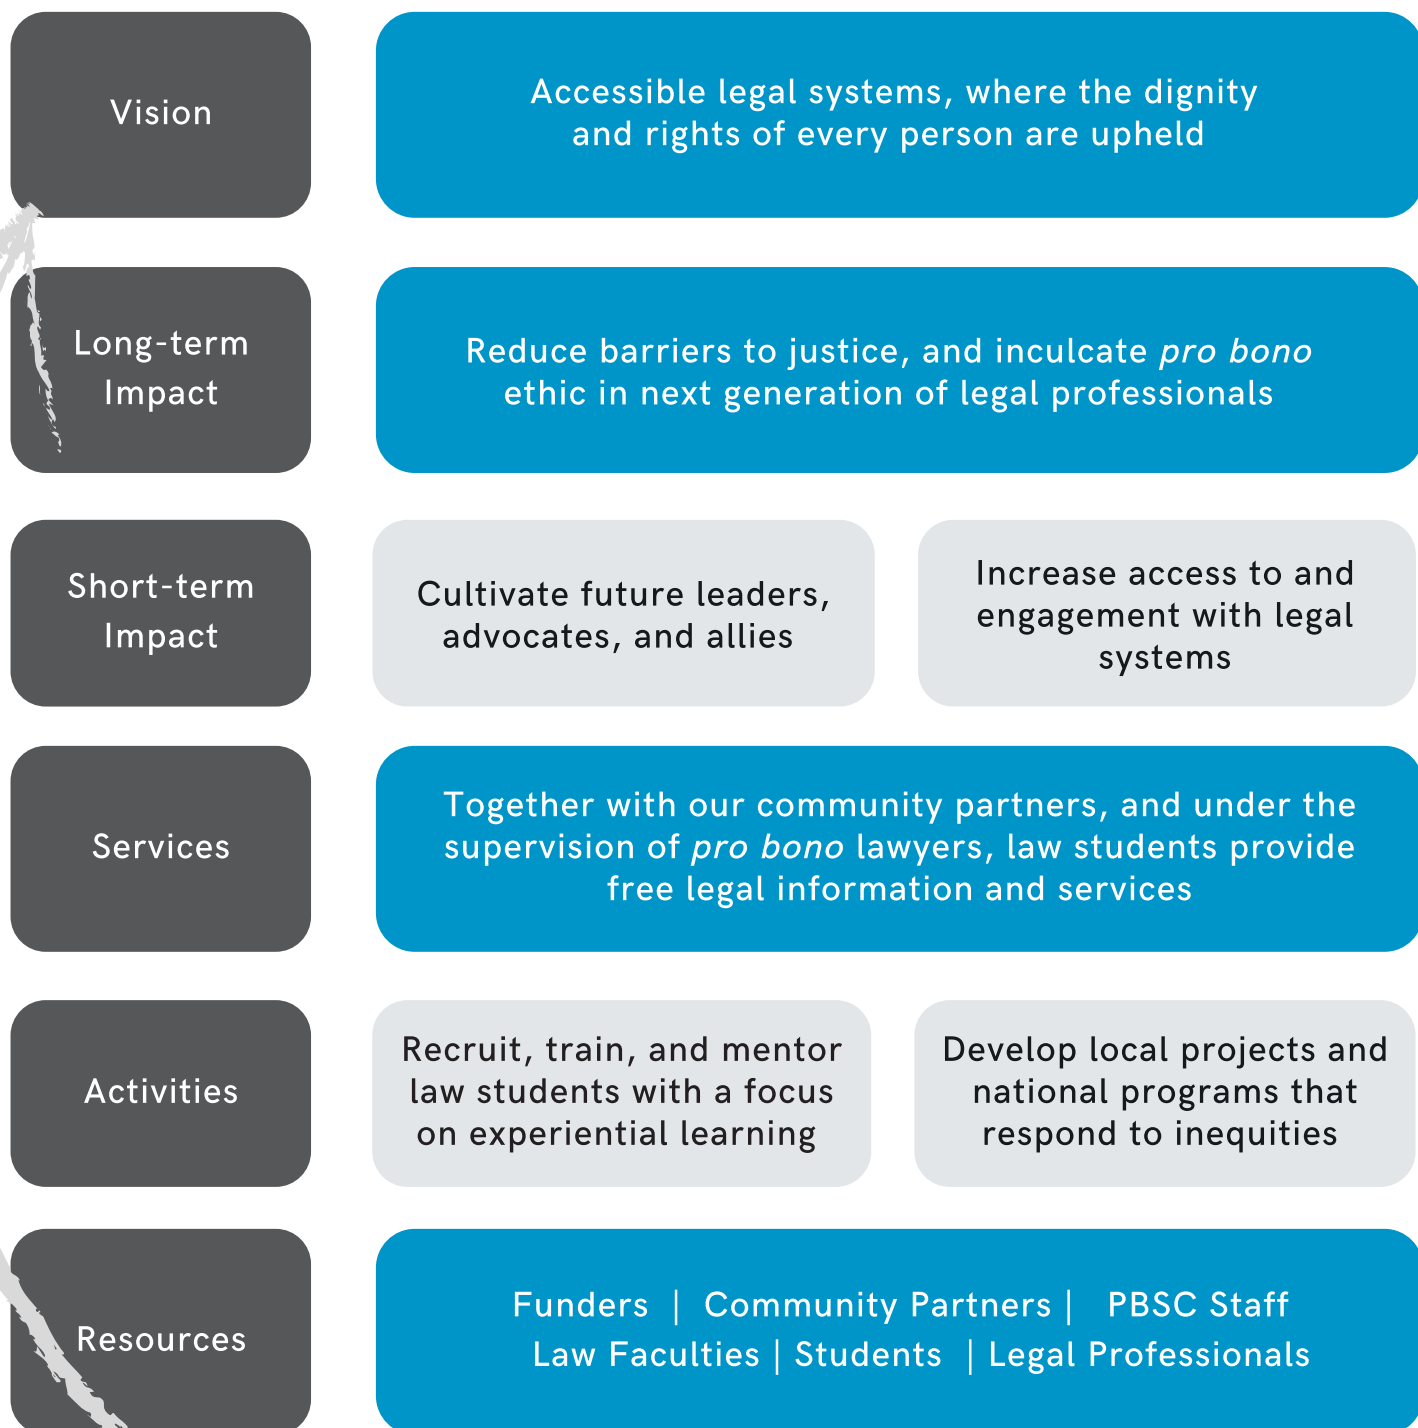 Vision
Accessible legal systems, where the dignity
and rights of every person are upheld
Long-term
Impact
Reduce barriers to justice, and inculcate pro bono
ethic in next generation of legal professionals
Short-term
Impact
Cultivate future leaders,
advocates, and allies
Increase access to and
engagement with legal
systems
Services
Together with our community partners, and under the
supervision of pro bono lawyers, law students provide
free legal information and services
Activities
Recruit, train, and mentor
law students with a focus
on experiential learning
Develop local projects and
national programs that
respond to inequities
Resources
Funders | Community Partners | PBSC Staff
Law Faculties | Students | Legal Professionals